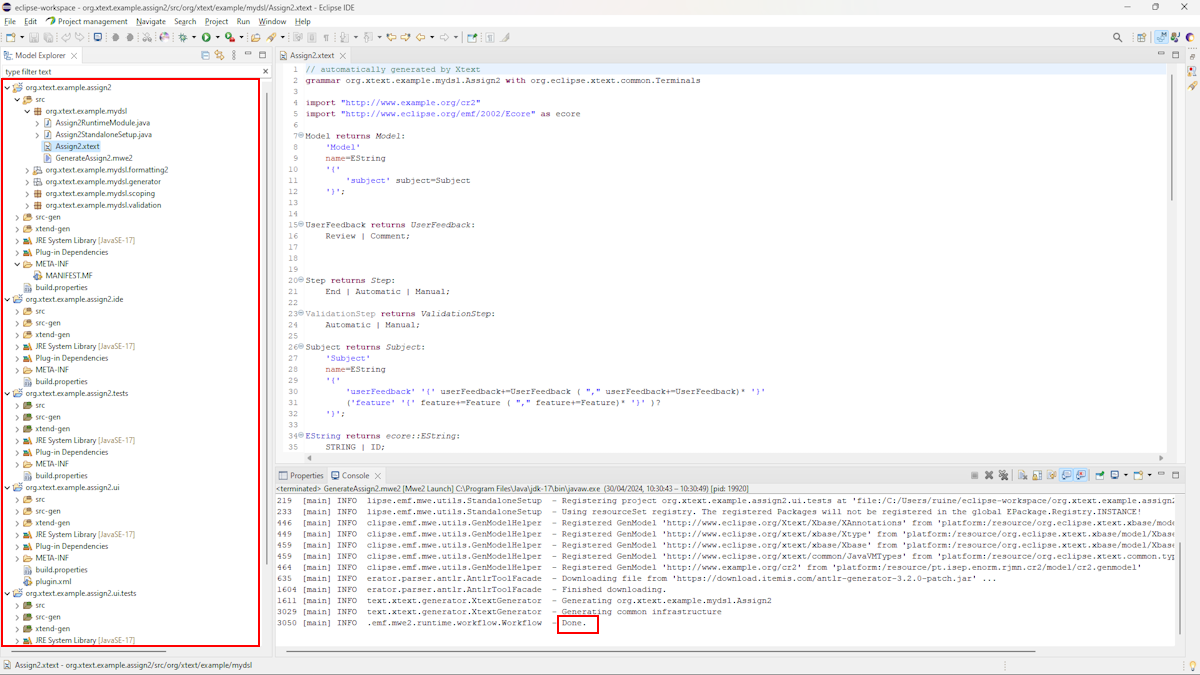 eclipse-workspace - org.xtext.example.assign2/src/org/xtext/example/mydsl/Assign2.xtext - Eclipse IDE
File Edit Project management Navigate Search Project Run Window Help
Model Explorer
type filter text
org.xtext.example.assign2
src
org.xtext.example.mydsl
Assign2RuntimeModule.java
Assign2StandaloneSetup.java
Assign2.xtext
GenerateAssign2.mwe2
org.xtext.example.mydsl.formatting2
org.xtext.example.mydsl.generator
org.xtext.example.mydsl.scoping
org.xtext.example.mydsl.validation
src-gen
xtend-gen
JRE System Library [JavaSE-17]
Plug-in Dependencies
META-INF
MANIFEST.MF
build.properties
org.xtext.example.assign2.ide
src
src-gen
xtend-gen
JRE System Library [JavaSE-17]
Plug-in Dependencies
META-INF
build.properties
org.xtext.example.assign2.tests
src
src-gen
xtend-gen
JRE System Library [JavaSE-17]
Plug-in Dependencies
META-INF
build.properties
org.xtext.example.assign2.ui
src
src-gen
xtend-gen
JRE System Library [JavaSE-17]
Plug-in Dependencies
META-INF
build.properties
plugin.xml
org.xtext.example.assign2.ui.tests
src
src-gen
xtend-gen
JRE System Library [JavaSE-17]
Assign2.xtext
1 // automatically generated by Xtext
2 grammar org.xtext.example.mydsl.Assign2 with org.eclipse.xtext.common.Terminals
3
4 import "http://www.example.org/cr2"
5 import "http://www.eclipse.org/emf/2002/Ecore" as ecore
6
7 Model returns Model:
8 'Model'
9 name=EString
10 '{'
11 'subject' subject=Subject
12 '}';
13
14
15 UserFeedback returns UserFeedback:
16 Review | Comment;
17
18
19
20 Step returns Step:
21 End | Automatic | Manual;
22
23 ValidationStep returns ValidationStep:
24 Automatic | Manual;
25
26 Subject returns Subject:
27 'Subject'
28 name=EString
29 '{'
30 'userFeedback' '{' userFeedback+=UserFeedback ( "," userFeedback+=UserFeedback)* '}'
31 ('feature' '{' feature+=Feature ( "," feature+=Feature)* '}' )?
32 '}';
33
34 EString returns ecore::EString:
35 STRING | ID;
Properties Console
<terminated> GenerateAssign2.mwe2 [Mwe2 Launch] C:\Program Files\Java\jdk-17\bin\javaw.exe (30/04/2024, 10:30:43 – 10:30:49) [pid: 19920]
219 [main] INFO lipse.emf.mwe.utils.StandaloneSetup - Registering project org.xtext.example.assign2.ui.tests at 'file:/C:/Users/ruine/eclipse-workspace/org.xtext.example.assign2
233 [main] INFO lipse.emf.mwe.utils.StandaloneSetup - Using resourceSet registry. The registered Packages will not be registered in the global EPackage.Registry.INSTANCE!
446 [main] INFO clipse.emf.mwe.utils.GenModelHelper - Registered GenModel 'http://www.eclipse.org/Xtext/Xbase/XAnnotations' from 'platform:/resource/org.eclipse.xtext.xbase/mode
449 [main] INFO clipse.emf.mwe.utils.GenModelHelper - Registered GenModel 'http://www.eclipse.org/xtext/xbase/Xtype' from 'platform:/resource/org.eclipse.xtext.xbase/model/Xbase
459 [main] INFO clipse.emf.mwe.utils.GenModelHelper - Registered GenModel 'http://www.eclipse.org/xtext/xbase/Xbase' from 'platform:/resource/org.eclipse.xtext.xbase/model/Xbase
459 [main] INFO clipse.emf.mwe.utils.GenModelHelper - Registered GenModel 'http://www.eclipse.org/xtext/common/JavaVMTypes' from 'platform:/resource/org.eclipse.xtext.common.typ
464 [main] INFO clipse.emf.mwe.utils.GenModelHelper - Registered GenModel 'http://www.example.org/cr2' from 'platform:/resource/pt.isep.enorm.rjmn.cr2/model/cr2.genmodel'
635 [main] INFO erator.parser.antlr.AntlrToolFacade - Downloading file from 'https://download.itemis.com/antlr-generator-3.2.0-patch.jar' ...
1604 [main] INFO erator.parser.antlr.AntlrToolFacade - Finished downloading.
1611 [main] INFO text.xtext.generator.XtextGenerator - Generating org.xtext.example.mydsl.Assign2
3029 [main] INFO text.xtext.generator.XtextGenerator - Generating common infrastructure
3050 [main] INFO .emf.mwe2.runtime.workflow.Workflow - Done.
Assign2.xtext - org.xtext.example.assign2/src/org/xtext/example/mydsl